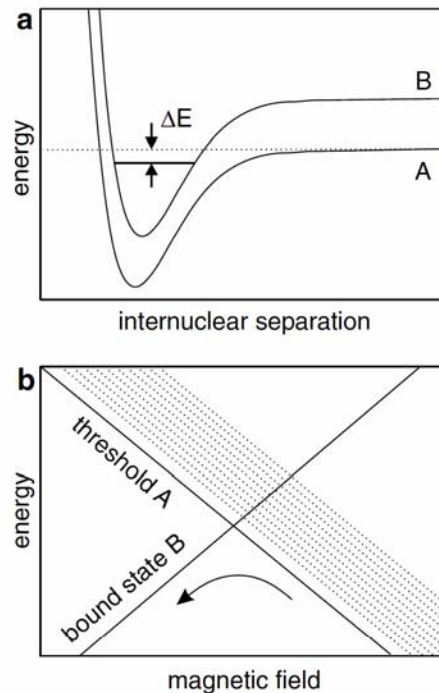 a
ΔE
B
A
energy
internuclear separation
b
threshold A
bound state B
energy
magnetic field